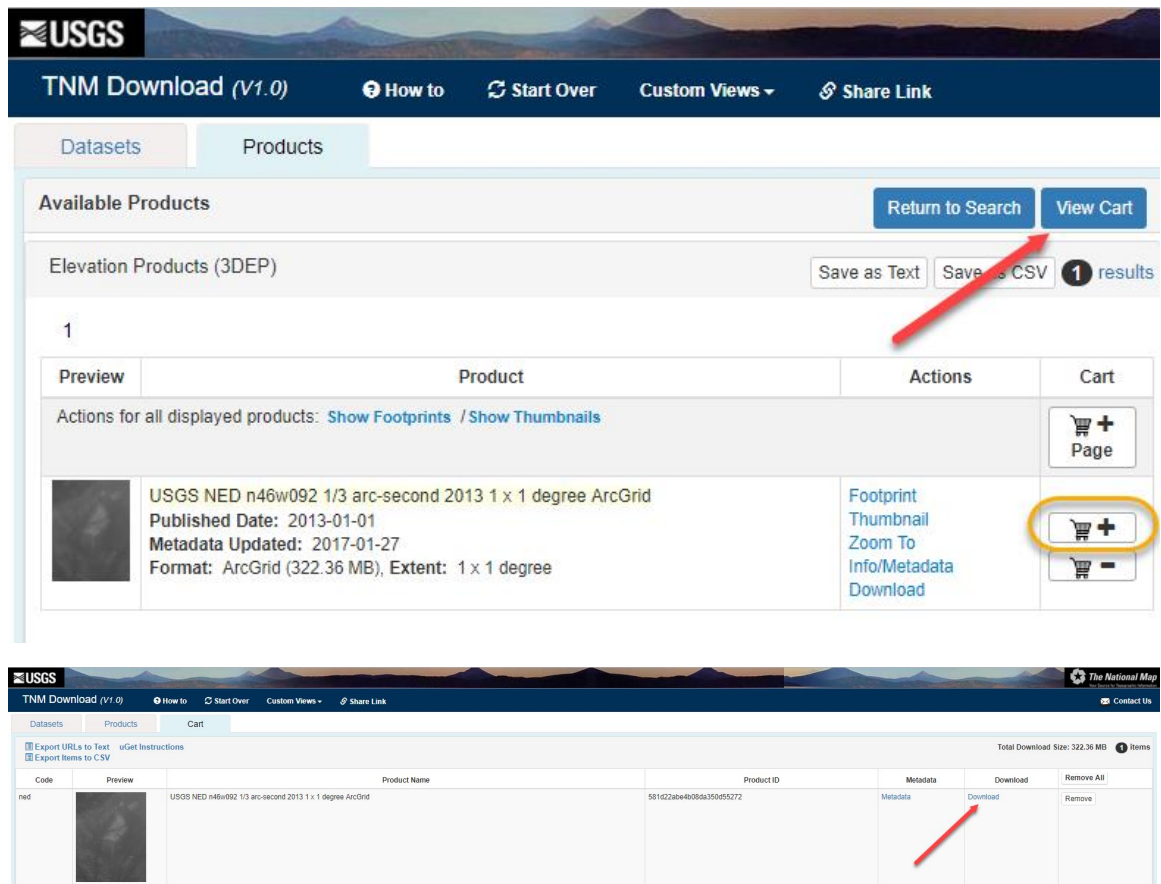 USGS
TNM Download (V1.0) How to Start Over Custom Views Share Link
Datasets Products
Available Products Return to Search View Cart
Elevation Products (3DEP) Save as Text Save as CSV 1 results
1
Preview Product Actions Cart
Actions for all displayed products: Show Footprints / Show Thumbnails
Page
USGS NED n46w092 1/3 arc-second 2013 1 x 1 degree ArcGrid
Published Date: 2013-01-01
Metadata Updated: 2017-01-27
Format: ArcGrid (322.36 MB), Extent: 1 x 1 degree
Footprint
Thumbnail
Zoom To
Info/Metadata
Download
USGS The National Map
TNM Download (V1.0) How to Start Over Custom Views Share Link Contact Us
Datasets Products Cart
Export URLs to Text uGet Instructions Total Download Size: 322.36 MB 1 items
Export Items to CSV
Code Preview Product Name Product ID Metadata Download Remove All
ned USGS NED n46w092 1/3 arc-second 2013 1 x 1 degree ArcGrid 581d22abe4b08da350d55272 Metadata Download Remove